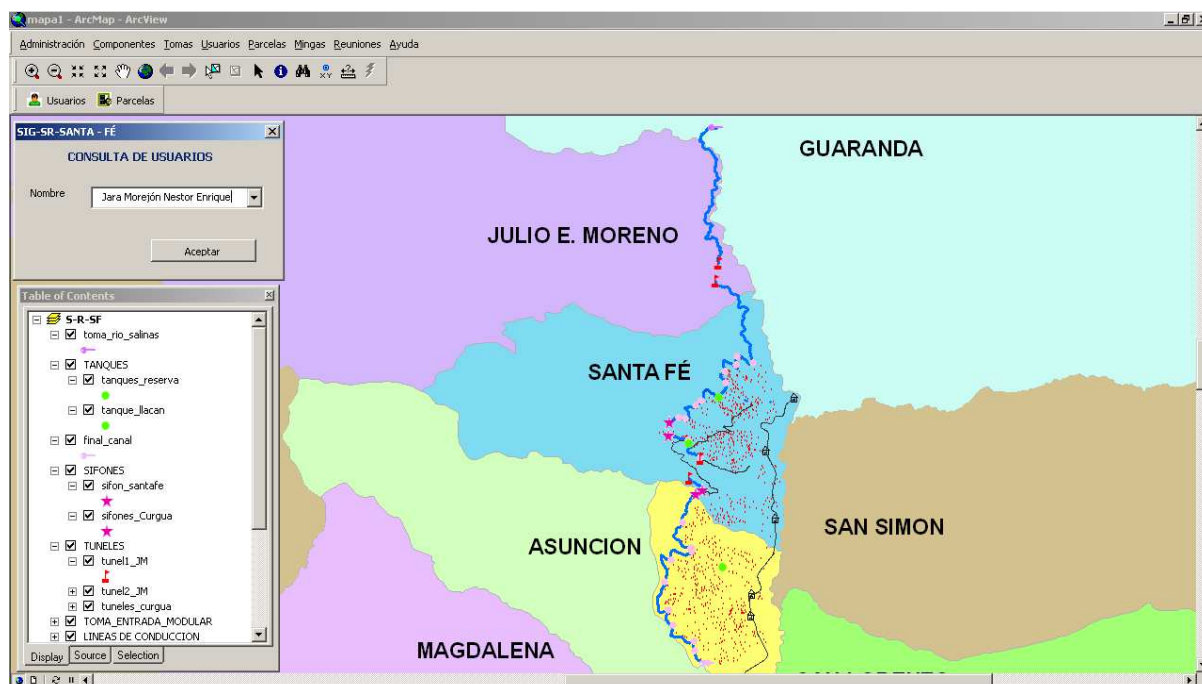 mapa1 - ArcMap - ArcView
Administración Componentes Tomas Usuarios Parcelas Mingas Reuniones Ayuda
Usuarios Parcelas
SIG-SR-SANTA - FÉ
CONSULTA DE USUARIOS
Nombre Jara Morejón Nestor Enrique
Aceptar
Table of Contents
S-R-SF
toma_rio_salinas
TANQUES
tanques_reserva
tanque_llacan
final_canal
SIFONES
sifon_santafe
sifones_Curgua
TUNELES
tunel1_JM
tunel2_JM
tuneles_curgua
TOMA_ENTRADA_MODULAR
LINEAS DE CONDUCCION
Display Source Selection
GUARANDA
JULIO E. MORENO
SANTA FÉ
SAN SIMON
ASUNCION
MAGDALENA